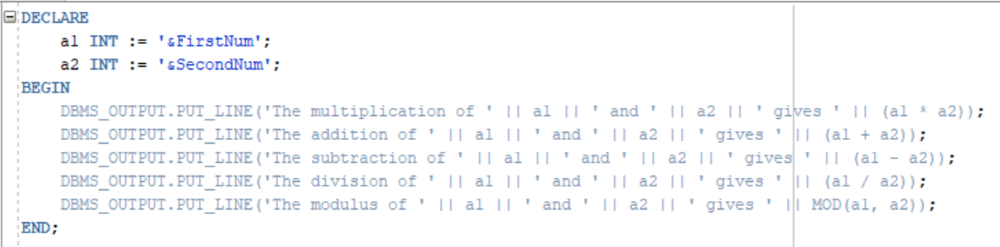 DECLARE
a1 INT := '&FirstNum';
a2 INT := '&SecondNum';
BEGIN
DBMS_OUTPUT.PUT_LINE('The multiplication of ' || a1 || ' and ' || a2 || ' gives ' || (a1 * a2));
DBMS_OUTPUT.PUT_LINE('The addition of ' || a1 || ' and ' || a2 || ' gives ' || (a1 + a2));
DBMS_OUTPUT.PUT_LINE('The subtraction of ' || a1 || ' and ' || a2 || ' gives ' || (a1 - a2));
DBMS_OUTPUT.PUT_LINE('The division of ' || a1 || ' and ' || a2 || ' gives ' || (a1 / a2));
DBMS_OUTPUT.PUT_LINE('The modulus of ' || a1 || ' and ' || a2 || ' gives ' || MOD(a1, a2));
END;